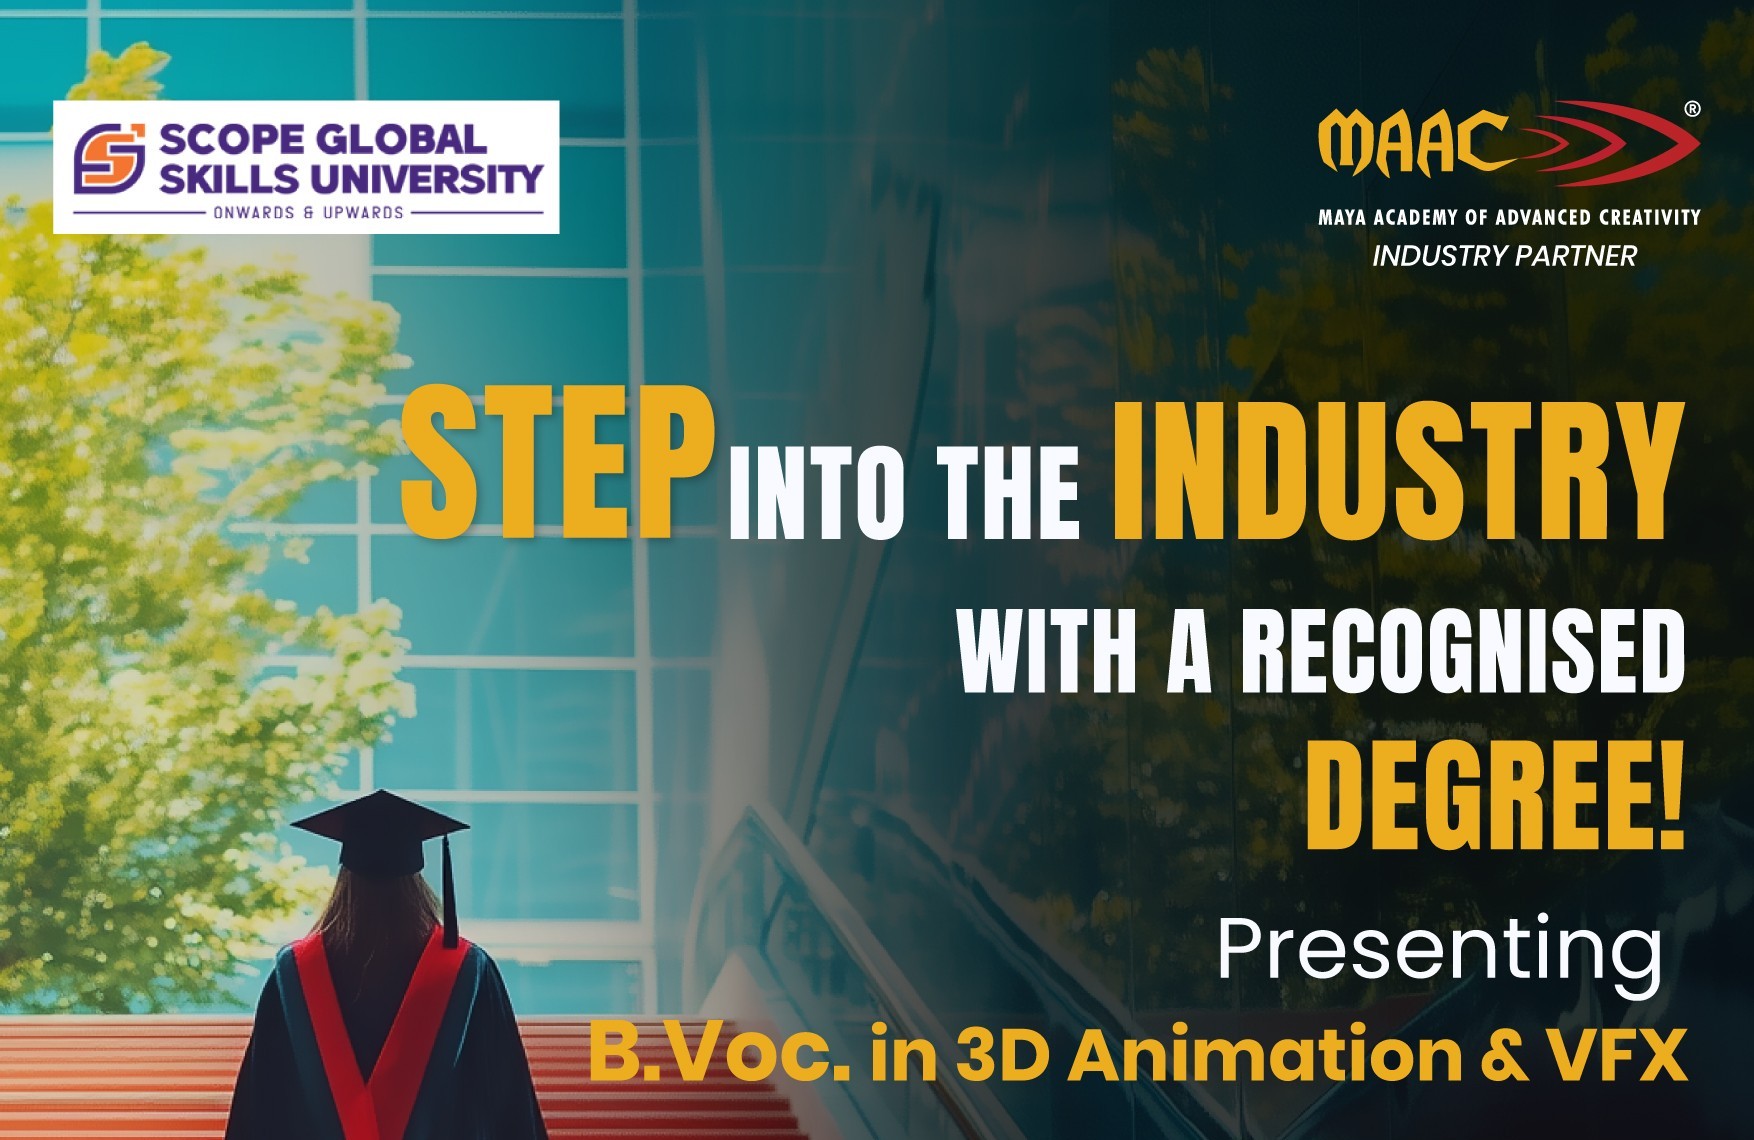 SCOPE GLOBAL
SKILLS UNIVERSITY
ONWARDS & UPWARDS
MAAC®
MAYA ACADEMY OF ADVANCED CREATIVITY
INDUSTRY PARTNER
STEP INTO THE INDUSTRY
WITH A RECOGNISED
DEGREE!
Presenting
B.Voc. in 3D Animation & VFX